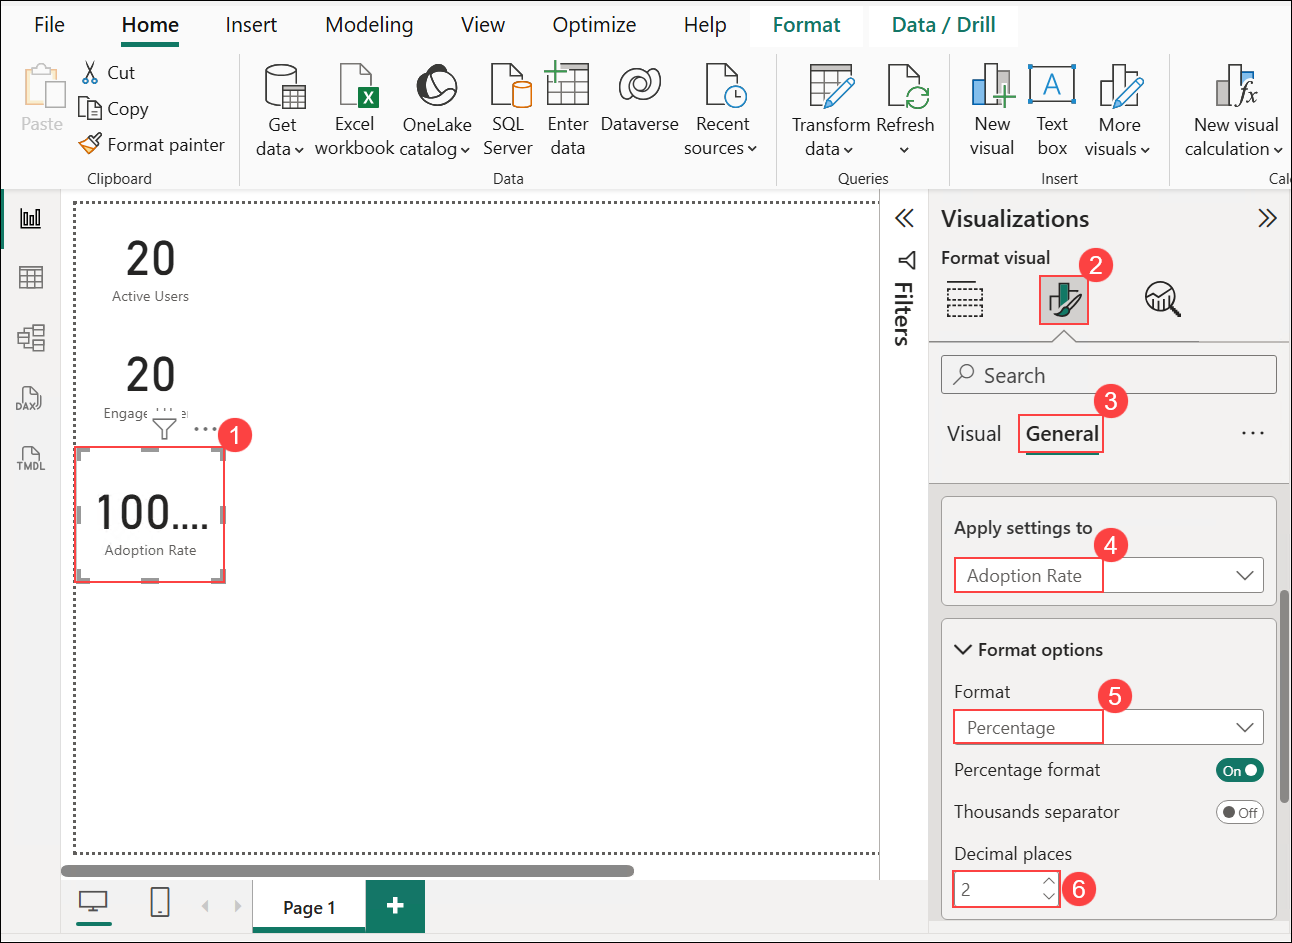 File Home Insert Modeling View Optimize Help Format Data / Drill
Paste
Cut
Copy
Format painter
Clipboard
Get data
Excel workbook
OneLake catalog
SQL Server
Enter data
Dataverse
Recent sources
Data
Transform data
Refresh
Queries
New visual
Text box
A
More visuals
Insert
New visual calculation
fx
Cal
DAX
TMDL
20
Active Users
20
Engage er
1
100....
Adoption Rate
Filters
Visualizations
Format visual
2
Search
3
Visual General
Apply settings to
4
Adoption Rate
Format options
Format
5
Percentage
Percentage format On
Thousands separator Off
Decimal places
2
6
Page 1